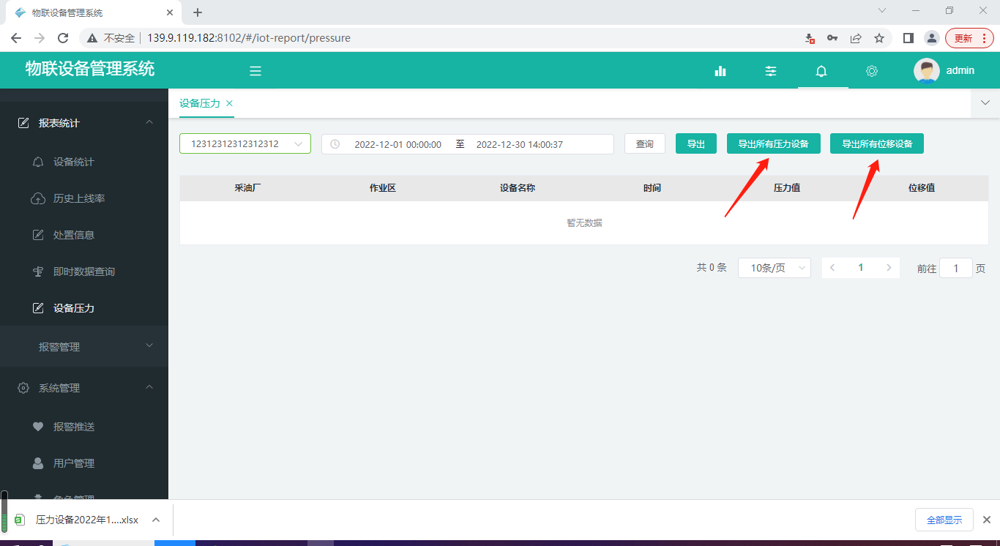 物联设备管理系统
不安全
139.9.119.182:8102/#/iot-report/pressure
更新
物联设备管理系统
admin
报表统计
设备统计
历史上线率
处置信息
即时数据查询
设备压力
报警管理
系统管理
报警推送
用户管理
角色管理
设备压力
12312312312312312
2022-12-01 00:00:00 至 2022-12-30 14:00:37
查询
导出
导出所有压力设备
导出所有位移设备
采油厂 作业区 设备名称 时间 压力值 位移值
暂无数据
共 0 条 10条/页 1 前往 1 页
压力设备2022年1....xlsx
全部显示